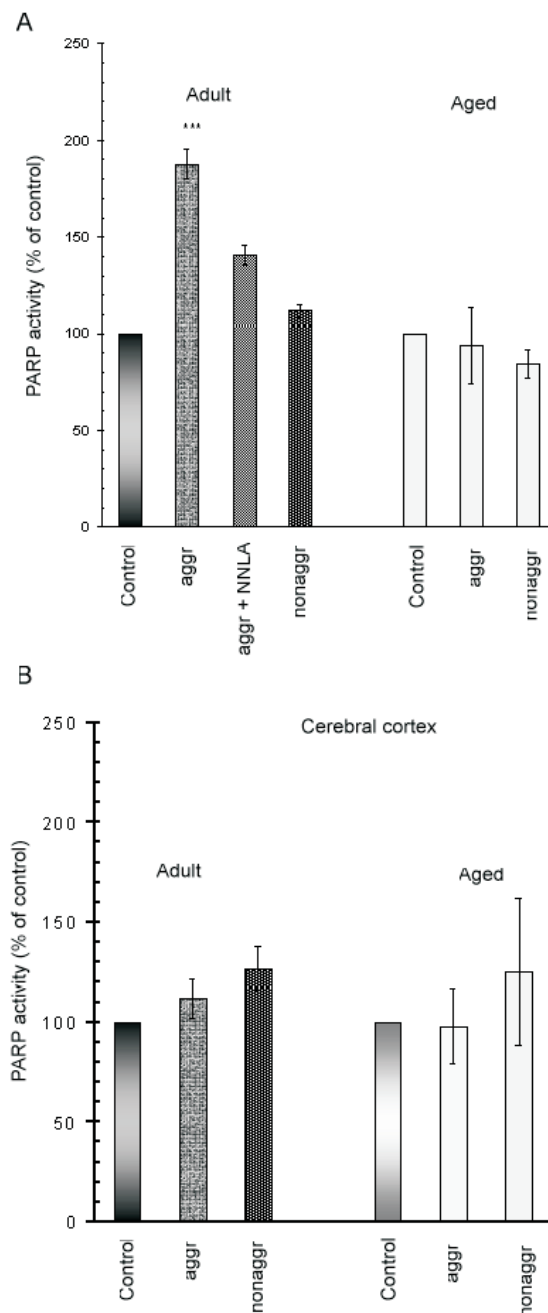 A
PARP activity (% of control)
250
200
150
100
50
0
Adult
Aged
***
Control
aggr
aggr + NNLA
nonaggr
Control
aggr
nonaggr
B
Cerebral cortex
PARP activity (% of control)
250
200
150
100
50
0
Adult
Aged
Control
aggr
nonaggr
Control
aggr
nonaggr